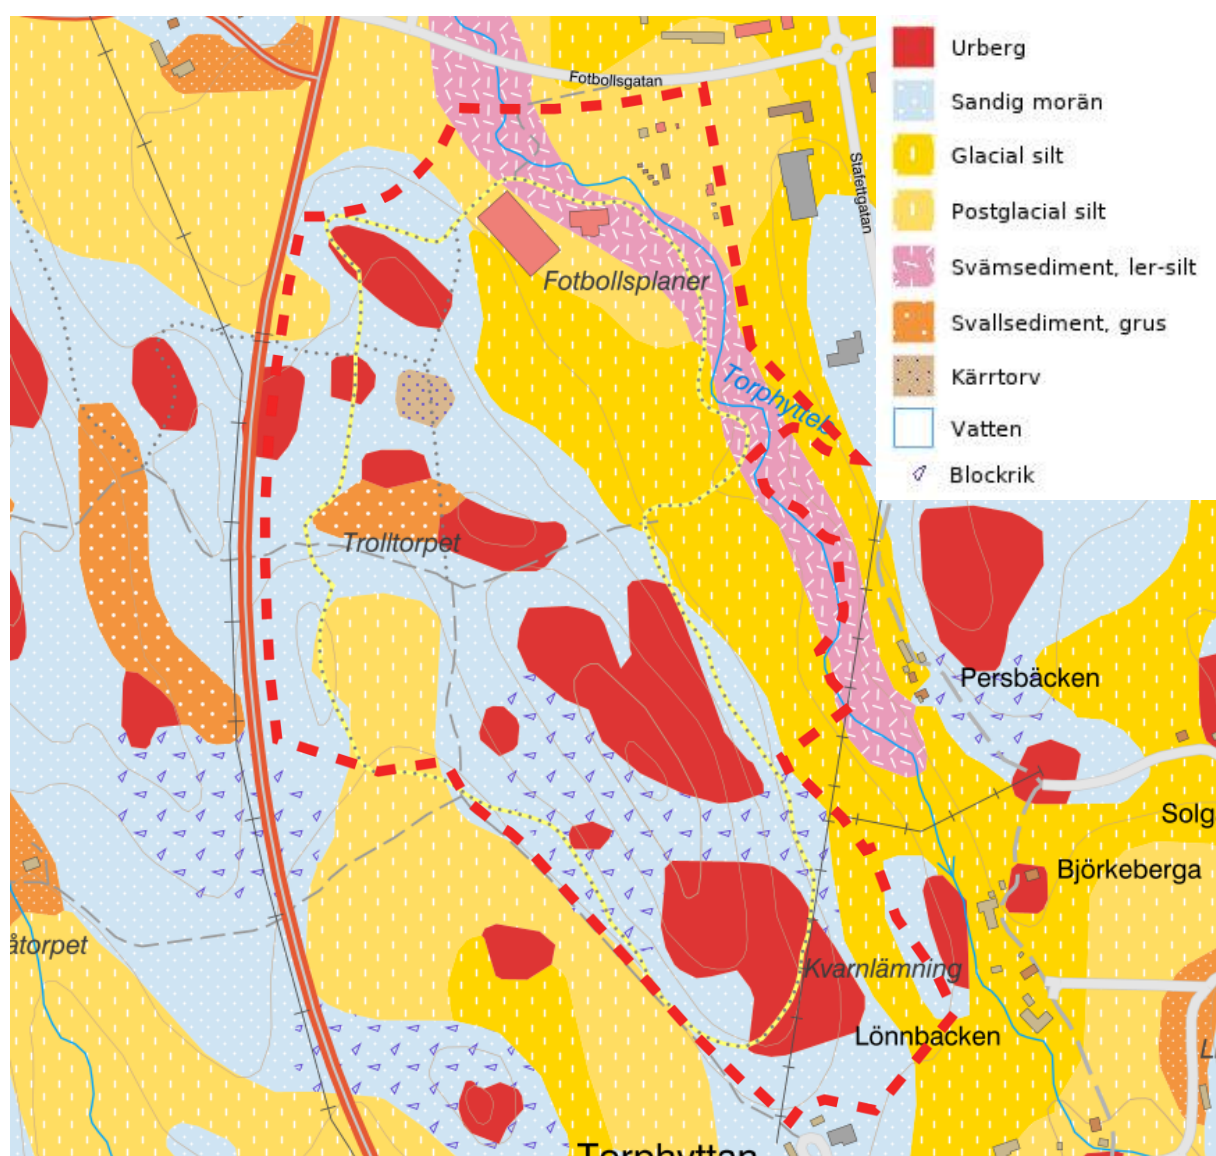 Fotbollsgatan
Stafettgatan
Urberg
Sandig morän
Glacial silt
Postglacial silt
Svämsediment, ler-silt
Svallsediment, grus
Kärrtorv
Vatten
Blockrik
Fotbollsplaner
Torphytteb
Trolltorpet
Persbäcken
Solg
Björkeberga
åtorpet
Kvarnlämning
Lönnbacken
L
Torphyttan